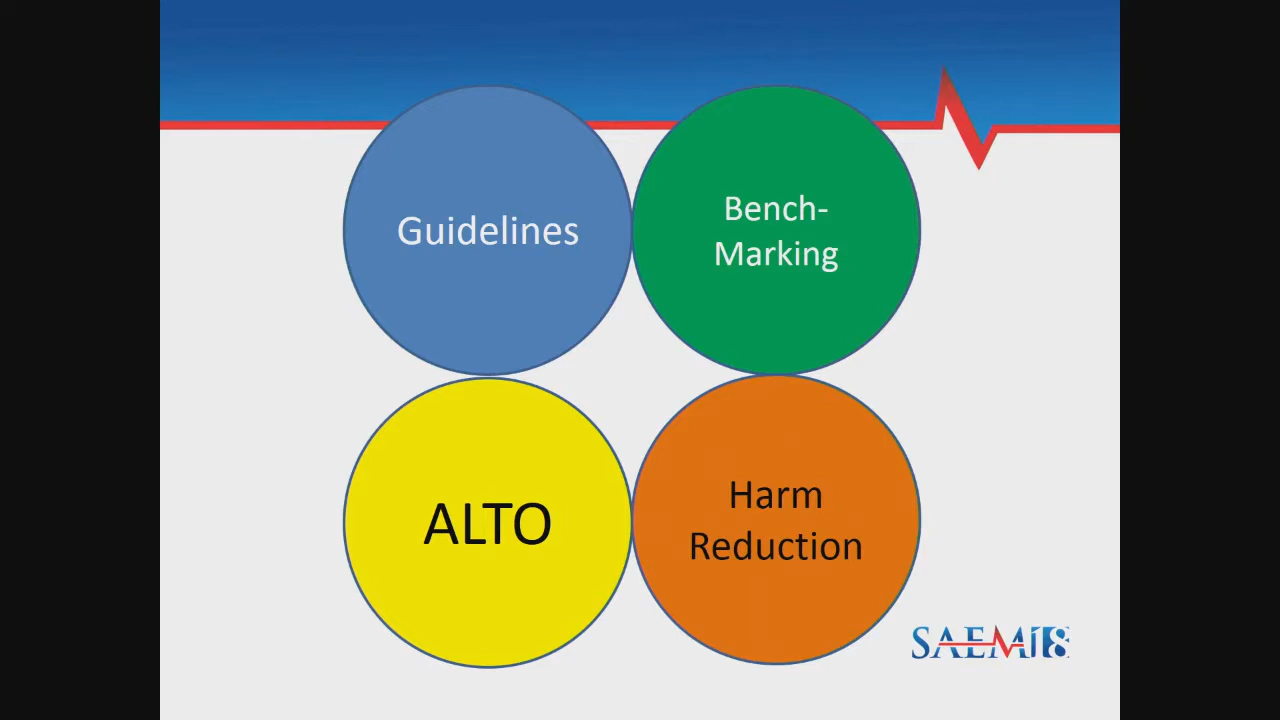 Guidelines
Bench-
Marking
ALTO
Harm
Reduction
SAEM18